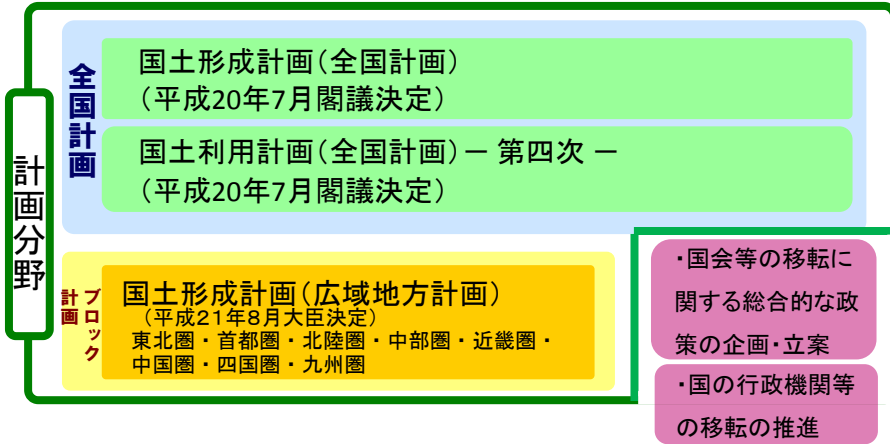 計画分野
全国計画
国土形成計画(全国計画)
(平成20年7月閣議決定)
国土利用計画(全国計画)- 第四次 -
(平成20年7月閣議決定)
ブロック
計画
国土形成計画(広域地方計画)
(平成21年8月大臣決定)
東北圏・首都圏・北陸圏・中部圏・近畿圏・
中国圏・四国圏・九州圏
・国会等の移転に
関する総合的な政
策の企画・立案
・国の行政機関等
の移転の推進